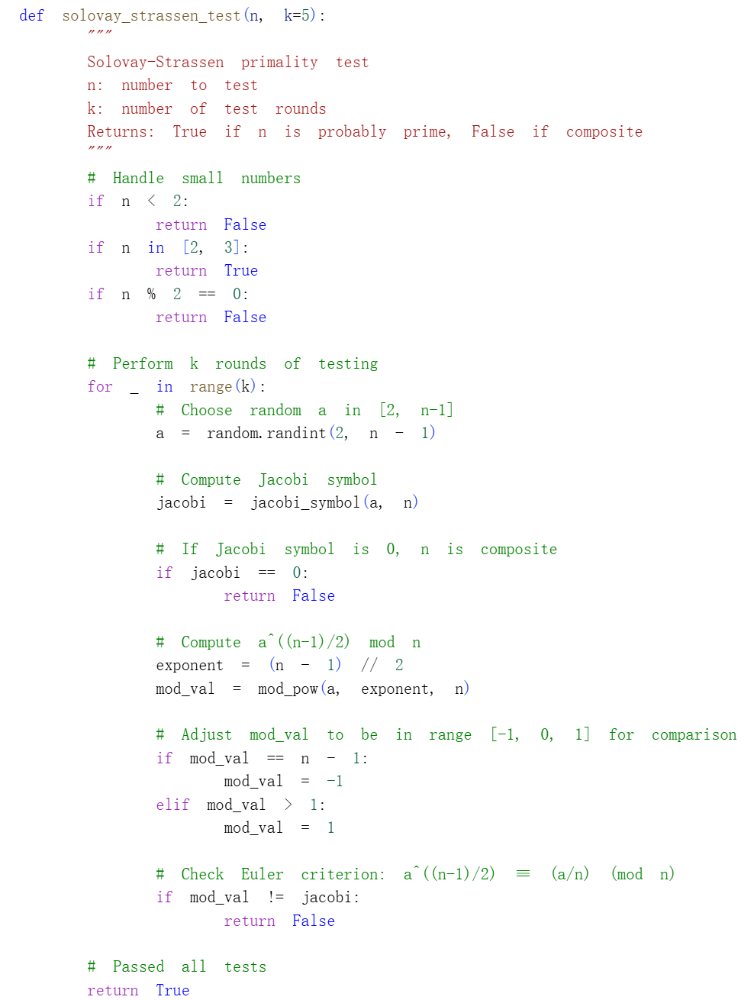 def solovay_strassen_test(n, k=5):
"""
Solovay-Strassen primality test
n: number to test
k: number of test rounds
Returns: True if n is probably prime, False if composite
"""
# Handle small numbers
if n < 2:
return False
if n in [2, 3]:
return True
if n % 2 == 0:
return False
# Perform k rounds of testing
for _ in range(k):
# Choose random a in [2, n-1]
a = random.randint(2, n - 1)
# Compute Jacobi symbol
jacobi = jacobi_symbol(a, n)
# If Jacobi symbol is 0, n is composite
if jacobi == 0:
return False
# Compute a^((n-1)/2) mod n
exponent = (n - 1) // 2
mod_val = mod_pow(a, exponent, n)
# Adjust mod_val to be in range [-1, 0, 1] for comparison
if mod_val == n - 1:
mod_val = -1
elif mod_val > 1:
mod_val = 1
# Check Euler criterion: a^((n-1)/2) ≡ (a/n) (mod n)
if mod_val != jacobi:
return False
# Passed all tests
return True